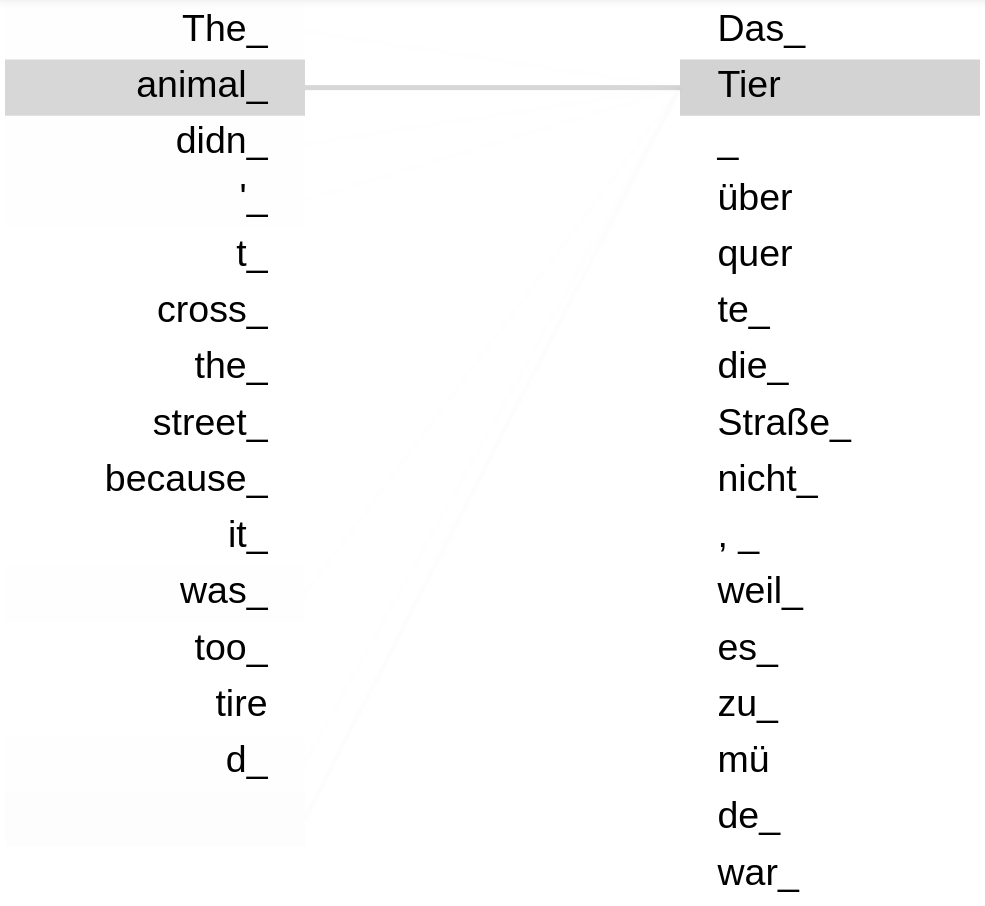 The_ Das_
animal_ Tier
didn_ _
'_ über
t_ quer
cross_ te_
the_ die_
street_ Straße_
because_ nicht_
it_ , _
was_ weil_
too_ es_
tire zu_
d_ mü
de_
war_